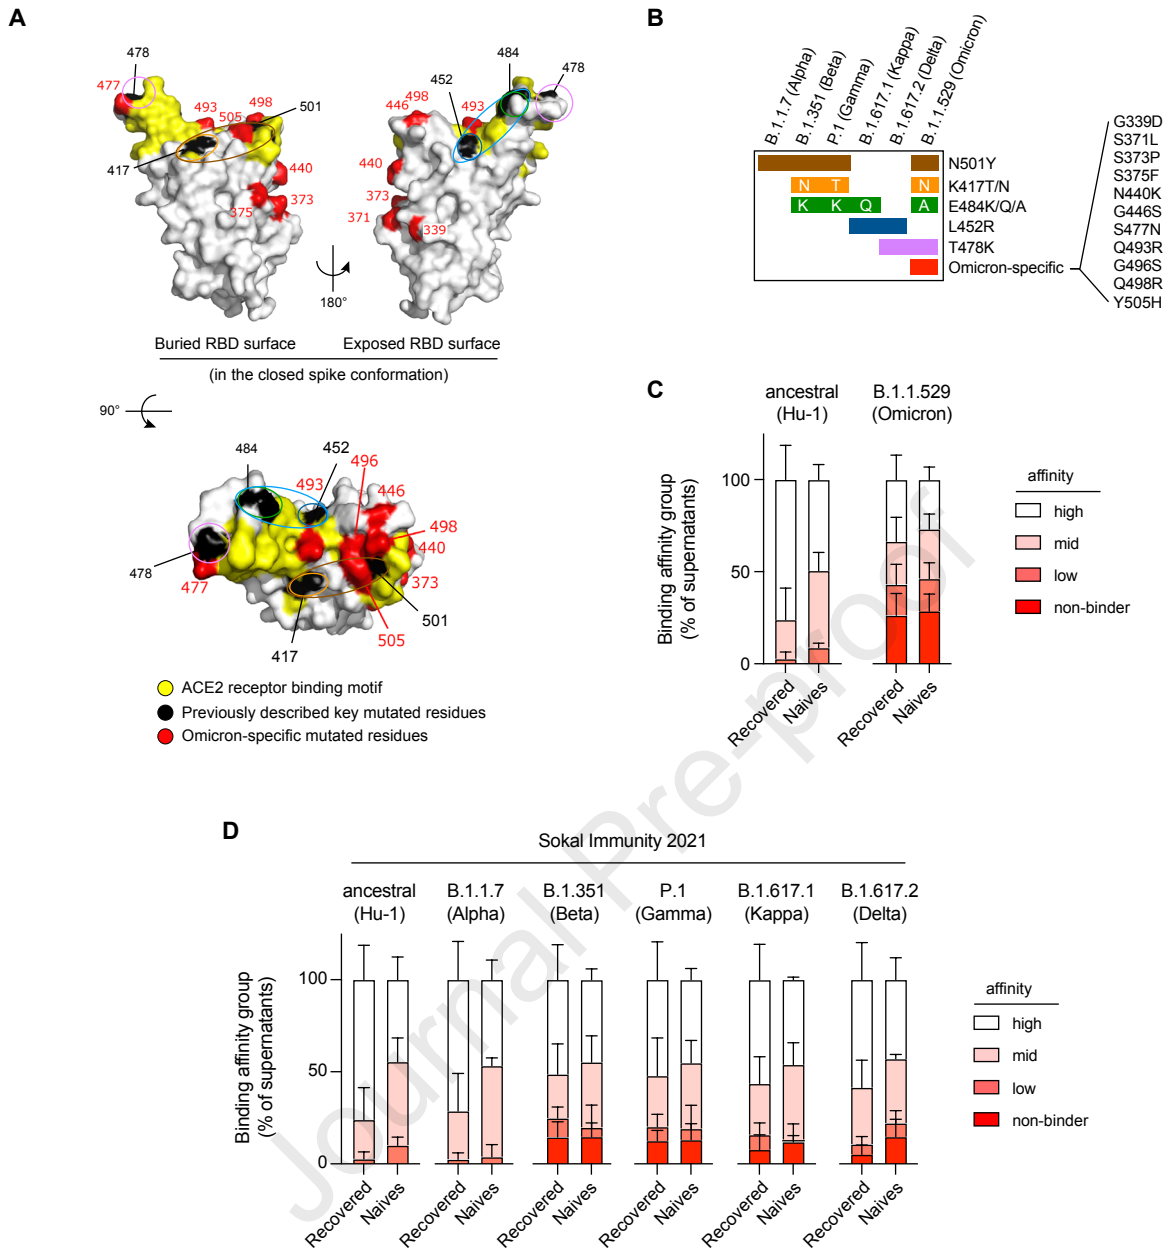 A
478
477
493
505
498
501
417
440
375
373
484
452
478
498
446
493
440
373
371
339
180°
Buried RBD surface
Exposed RBD surface
(in the closed spike conformation)
90°
484
452
496
493
446
498
440
373
478
477
501
505
417
ACE2 receptor binding motif
Previously described key mutated residues
Omicron-specific mutated residues
B
B.1.1.7 (Alpha)
B.1.351 (Beta)
P.1 (Gamma)
B.1.617.1 (Kappa)
B.1.617.2 (Delta)
B.1.1.529 (Omicron)
N501Y
N T N K417T/N
K K Q A E484K/Q/A
L452R
T478K
Omicron-specific
G339D
S371L
S373P
S375F
N440K
G446S
S477N
Q493R
G496S
Q498R
Y505H
C
ancestral
(Hu-1)
B.1.1.529
(Omicron)
Binding affinity group
(% of supernatants)
100
50
0
Recovered
Naives
Recovered
Naives
affinity
high
mid
low
non-binder
D
Sokal Immunity 2021
ancestral
(Hu-1)
B.1.1.7
(Alpha)
B.1.351
(Beta)
P.1
(Gamma)
B.1.617.1
(Kappa)
B.1.617.2
(Delta)
Binding affinity group
(% of supernatants)
100
50
0
Recovered
Naives
Recovered
Naives
Recovered
Naives
Recovered
Naives
Recovered
Naives
Recovered
Naives
affinity
high
mid
low
non-binder
Journal Pre-proof